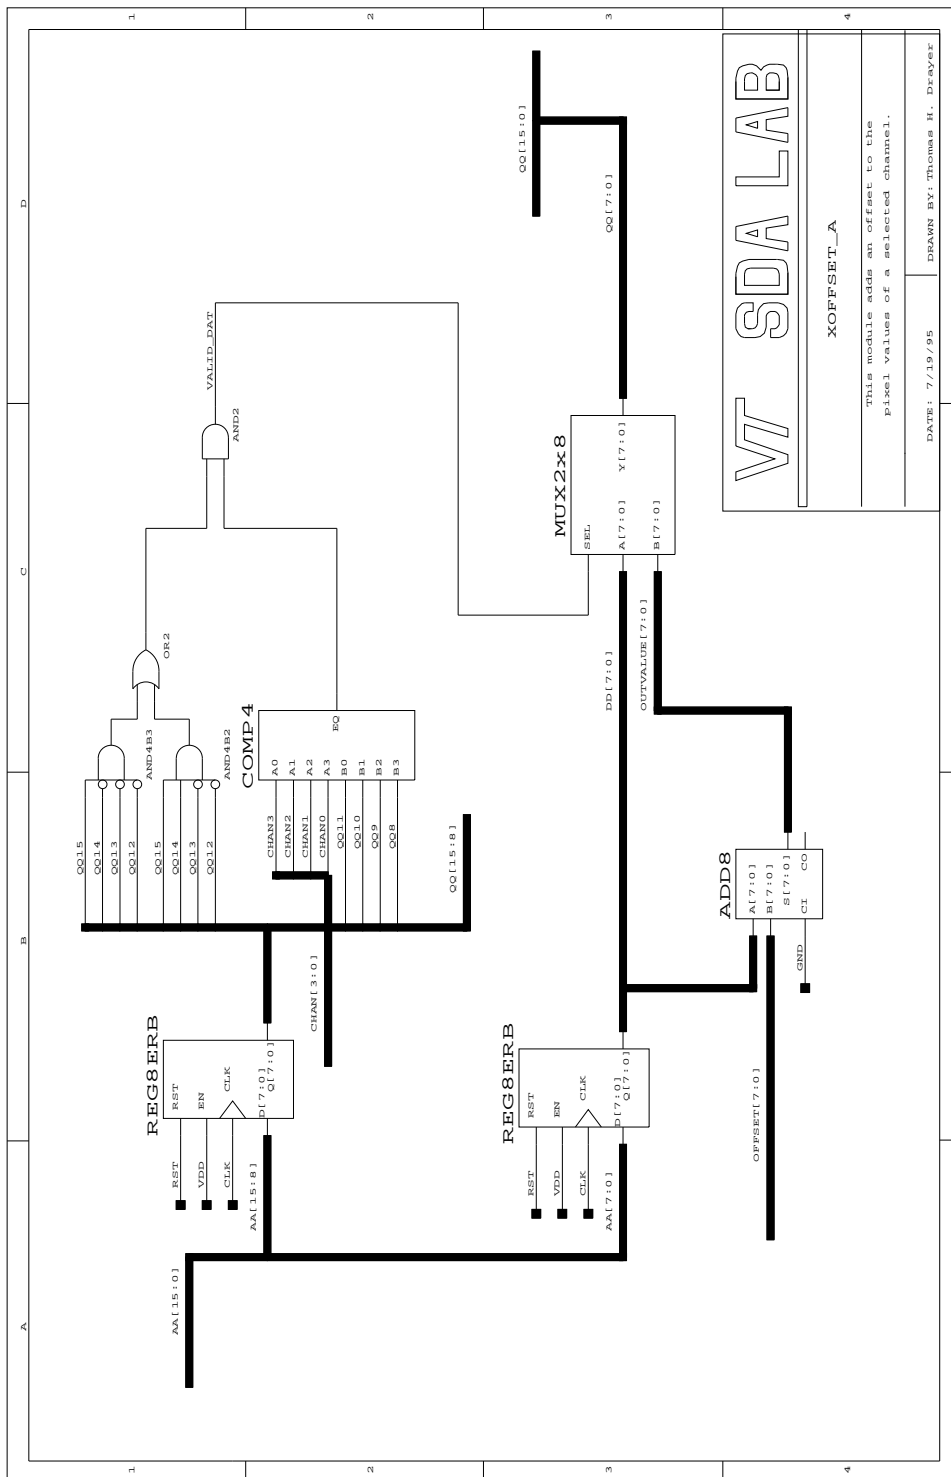 1
2
3
4
D
C
B
A
QQ15
QQ14
QQ13
QQ12
AND4B3
QQ15
QQ14
QQ13
QQ12
AND4B2
OR2
AND2
VALID_DAT
COMP4
CHAN3
CHAN2
CHAN1
CHAN0
QQ11
QQ10
QQ9
QQ8
A0
A1
A2
A3
B0
B1
B2
B3
EQ
QQ[15:8]
CHAN[3:0]
REG8ERB
RST
EN
CLK
D[7:0]
Q[7:0]
RST
VDD
CLK
AA[15:8]
AA[15:0]
REG8ERB
RST
EN
CLK
D[7:0]
Q[7:0]
RST
VDD
CLK
AA[7:0]
DD[7:0]
OUTVALUE[7:0]
MUX2x8
SEL
A[7:0]
B[7:0]
Y[7:0]
QQ[7:0]
QQ[15:0]
ADD8
A[7:0]
B[7:0]
S[7:0]
CI
CO
GND
OFFSET[7:0]
VT SDA LAB
XOFFSET_A
This module adds an offset to the
pixel values of a selected channel.
DATE: 7/19/95
DRAWN BY: Thomas H. Drayer
A
B
C
D
1
2
3
4